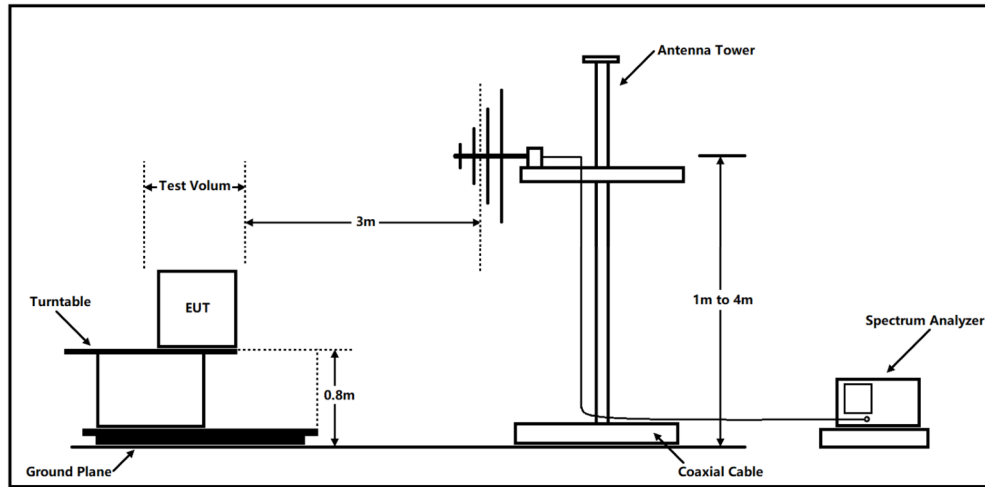 Antenna Tower
Test Volum
3m
EUT
Turntable
1m to 4m
Spectrum Analyzer
0.8m
Ground Plane
Coaxial Cable